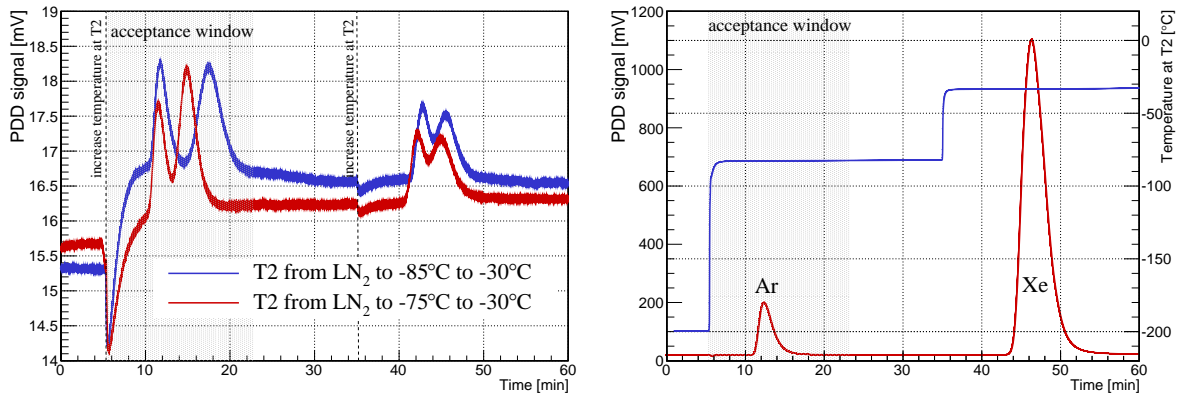 PDD signal [mV]
19
18.5
18
17.5
17
16.5
16
15.5
15
14.5
14
0
10
20
30
40
50
60
Time [min]
increase temperature at T2
acceptance window
increase temperature at T2
T2 from LN2 to -85°C to -30°C
T2 from LN2 to -75°C to -30°C
PDD signal [mV]
1200
1000
800
600
400
200
0
0
10
20
30
40
50
60
Time [min]
acceptance window
Ar
Xe
0
-50
-100
-150
-200
Temperature at T2 [°C]